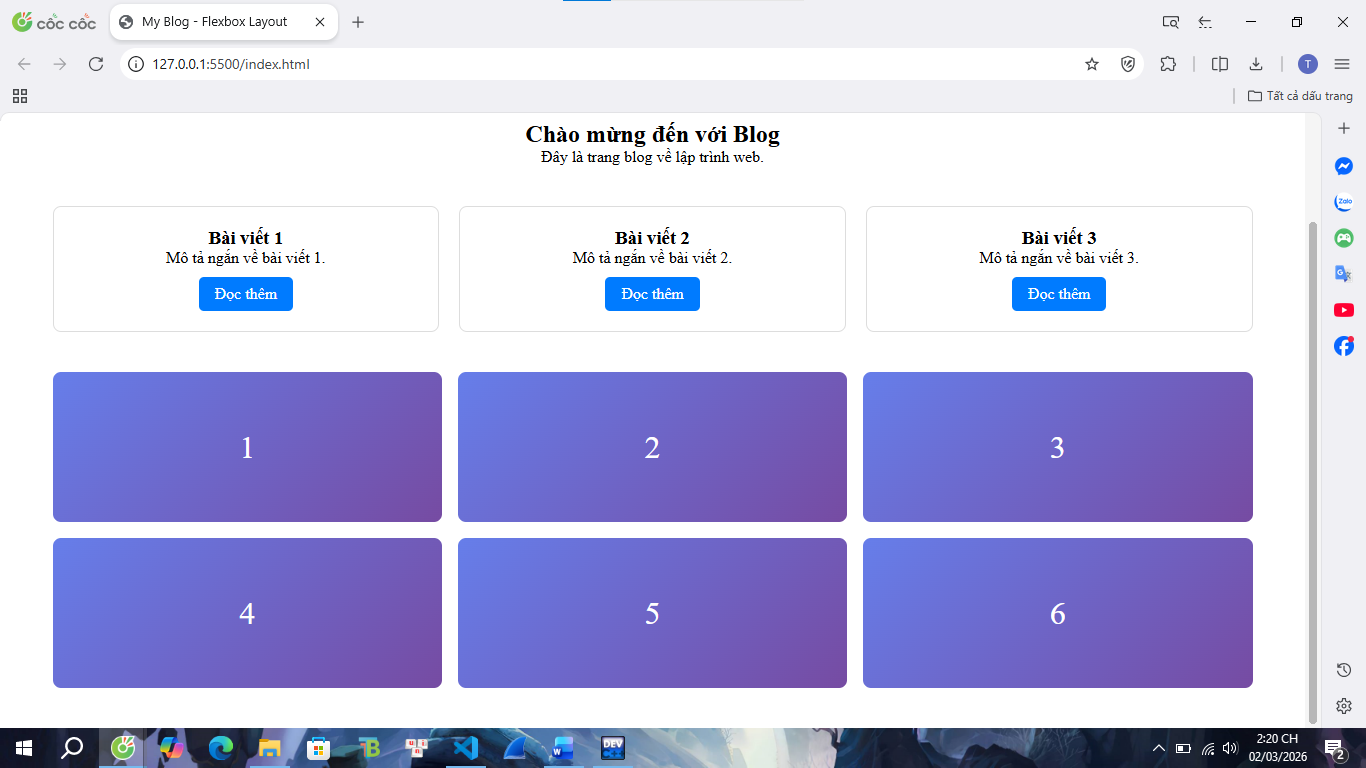 cốc cốc
My Blog - Flexbox Layout
127.0.0.1:5500/index.html
T
Tất cả dấu trang
Chào mừng đến với Blog
Đây là trang blog về lập trình web.
Bài viết 1
Mô tả ngắn về bài viết 1.
Đọc thêm
Bài viết 2
Mô tả ngắn về bài viết 2.
Đọc thêm
Bài viết 3
Mô tả ngắn về bài viết 3.
Đọc thêm
1
2
3
4
5
6
Zalo
DEV
2:20 CH
02/03/2026
2